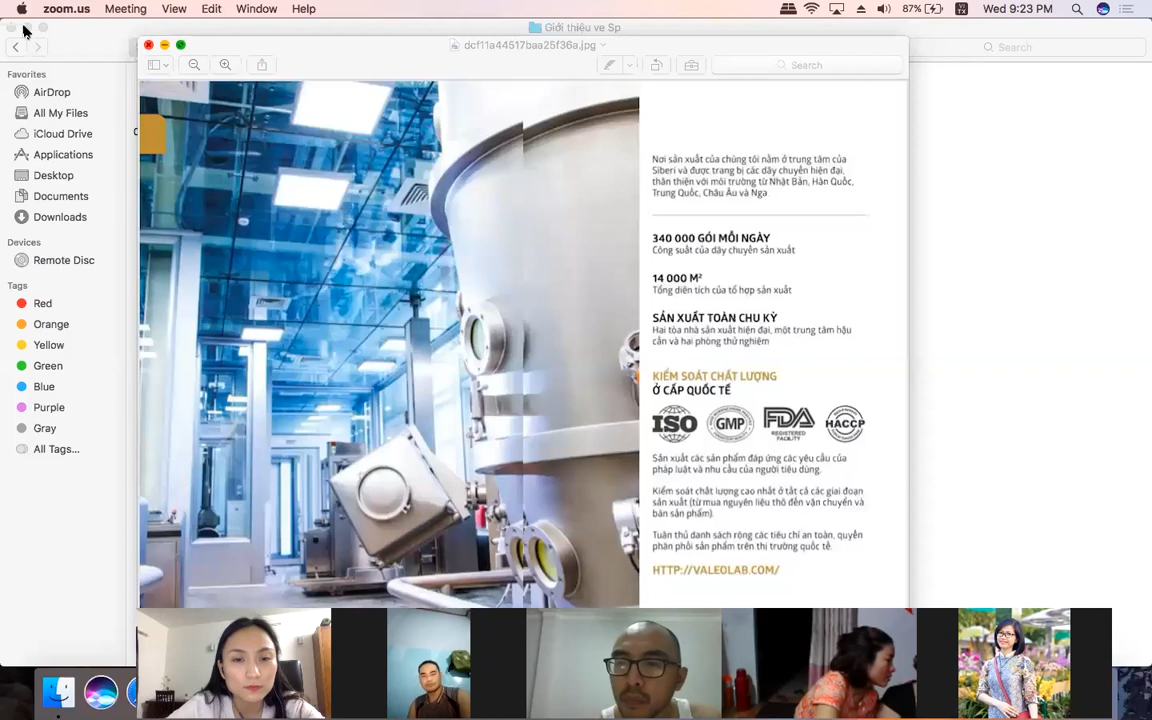 zoom.us Meeting View Edit Window Help 87% VI TX Wed 9:23 PM
Giới thiệu ve Sp
Search
dcf11a44517baa25f36a.jpg
Search
Favorites
AirDrop
All My Files
iCloud Drive
Applications
Desktop
Documents
Downloads
Devices
Remote Disc
Tags
Red
Orange
Yellow
Green
Blue
Purple
Gray
All Tags...
Nơi sản xuất của chúng tôi nằm ở trung tâm của
Siberi và được trang bị các dây chuyền hiện đại,
thân thiện với môi trường từ Nhật Bản, Hàn Quốc,
Trung Quốc, Châu Âu và Nga
340 000 GÓI MỖI NGÀY
Công suất của dây chuyền sản xuất
14 000 M²
Tổng diện tích của tổ hợp sản xuất
SẢN XUẤT TOÀN CHU KỲ
Hai tòa nhà sản xuất hiện đại, một trung tâm hậu
cần và hai phòng thử nghiệm
KIỂM SOÁT CHẤT LƯỢNG
Ở CẤP QUỐC TẾ
ISO GMP FDA HACCP
REGISTERED
FACILITY
Sản xuất các sản phẩm đáp ứng các yêu cầu của
pháp luật và nhu cầu của người tiêu dùng.
Kiểm soát chất lượng cao nhất ở tất cả các giai đoạn
sản xuất (từ mua nguyên liệu thô đến vận chuyển và
bán sản phẩm).
Tuân thủ danh sách rộng các tiêu chí an toàn, quyền
phân phối sản phẩm trên thị trường quốc tế.
HTTP://VALEOLAB.COM/